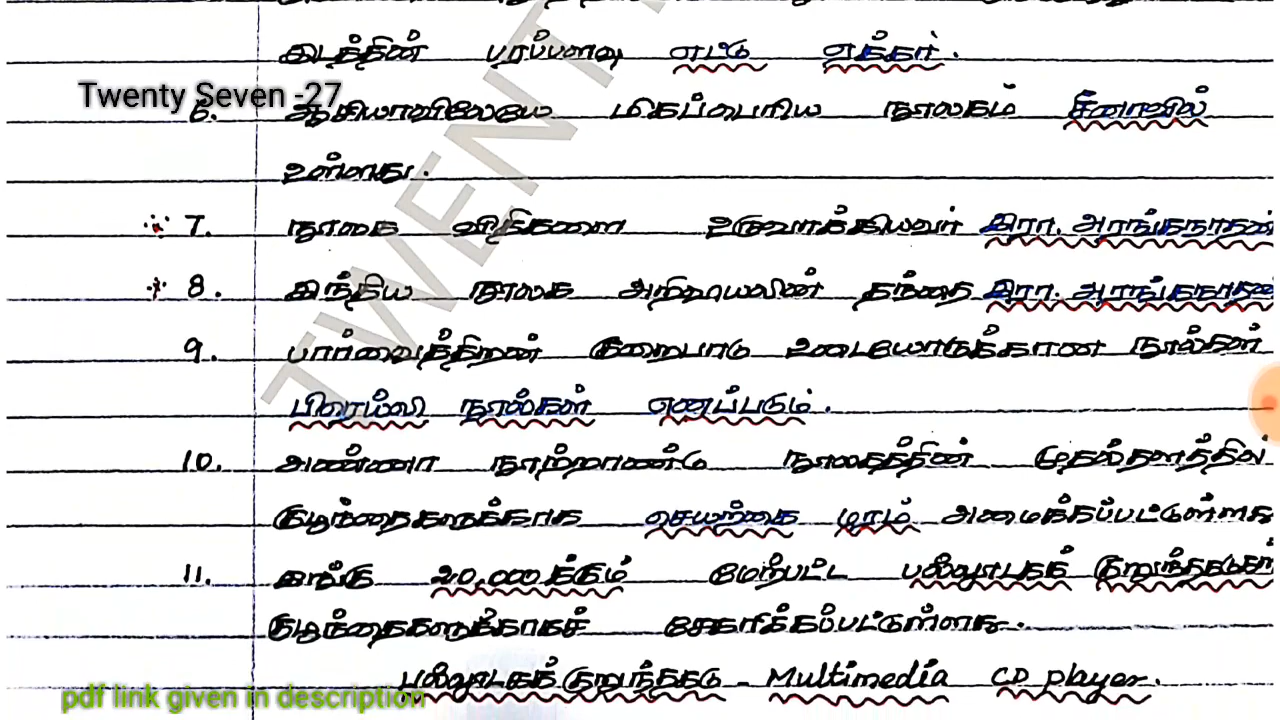 இடத்தின் பரப்பளவு எட்டு ஏக்கர்.
Twenty Seven -27
6. ஆசியாவிலேயே மிகப்பெரிய நூலகம் சீனாவில்
உள்ளது.
7. நூலக விதிகளை உருவாக்கியவர் இரா. அரங்கநாதன்
8. இந்திய நூலக அறிவியலின் தந்தை இரா. அரங்கநாதன்
9. பார்வைத்திறன் குறைபாடு உடையோருக்கான நூல்கள்
பிரெய்லி நூல்கள் எனப்படும்.
10. அண்ணா நூற்றாண்டு நூலகத்தின் முதல்தளத்தில்
குழந்தைகளுக்காக செயற்கை மரம் அமைக்கப்பட்டுள்ளது
11. இங்கு 20,000க்கும் மேற்பட்ட பல்லூடகக் குறுந்தகடுகள்
குழந்தைகளுக்காகச் சேகரிக்கப்பட்டுள்ளது.
பல்லூடகக் குறுந்தகடு - Multimedia CD player.
pdf link given in description
TWENTY